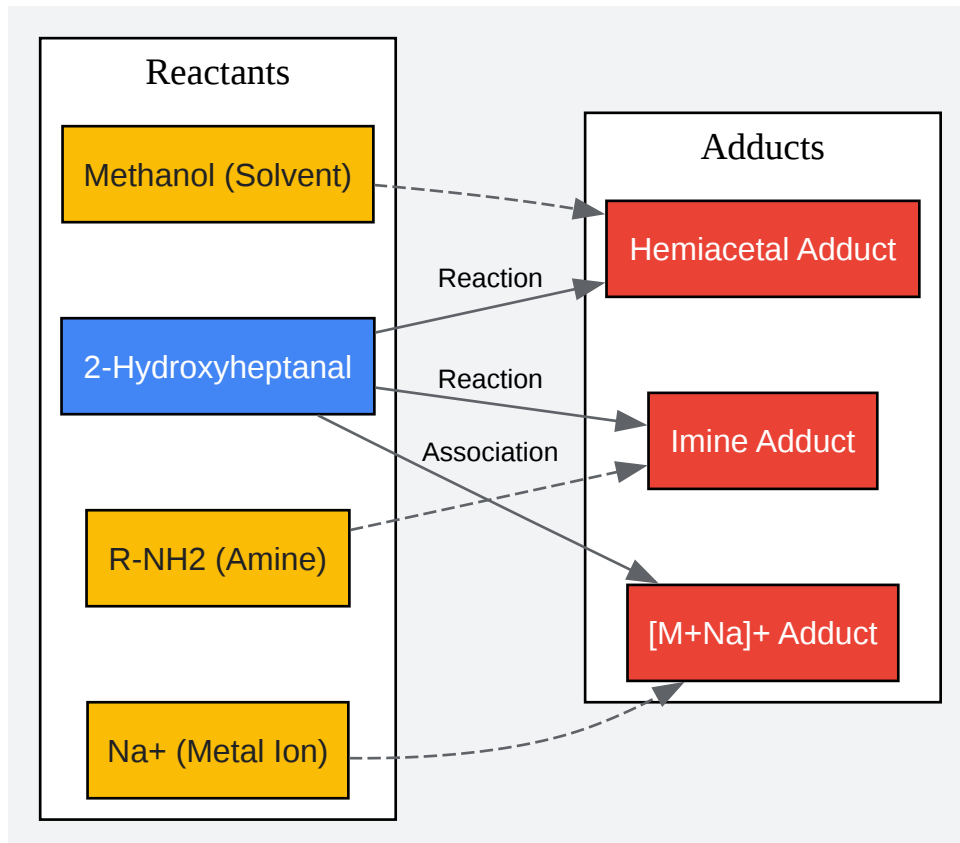 Reactants
Methanol (Solvent)
2-Hydroxyheptanal
R-NH2 (Amine)
Na+ (Metal Ion)
Reaction
Reaction
Association
Adducts
Hemiacetal Adduct
Imine Adduct
[M+Na]+ Adduct